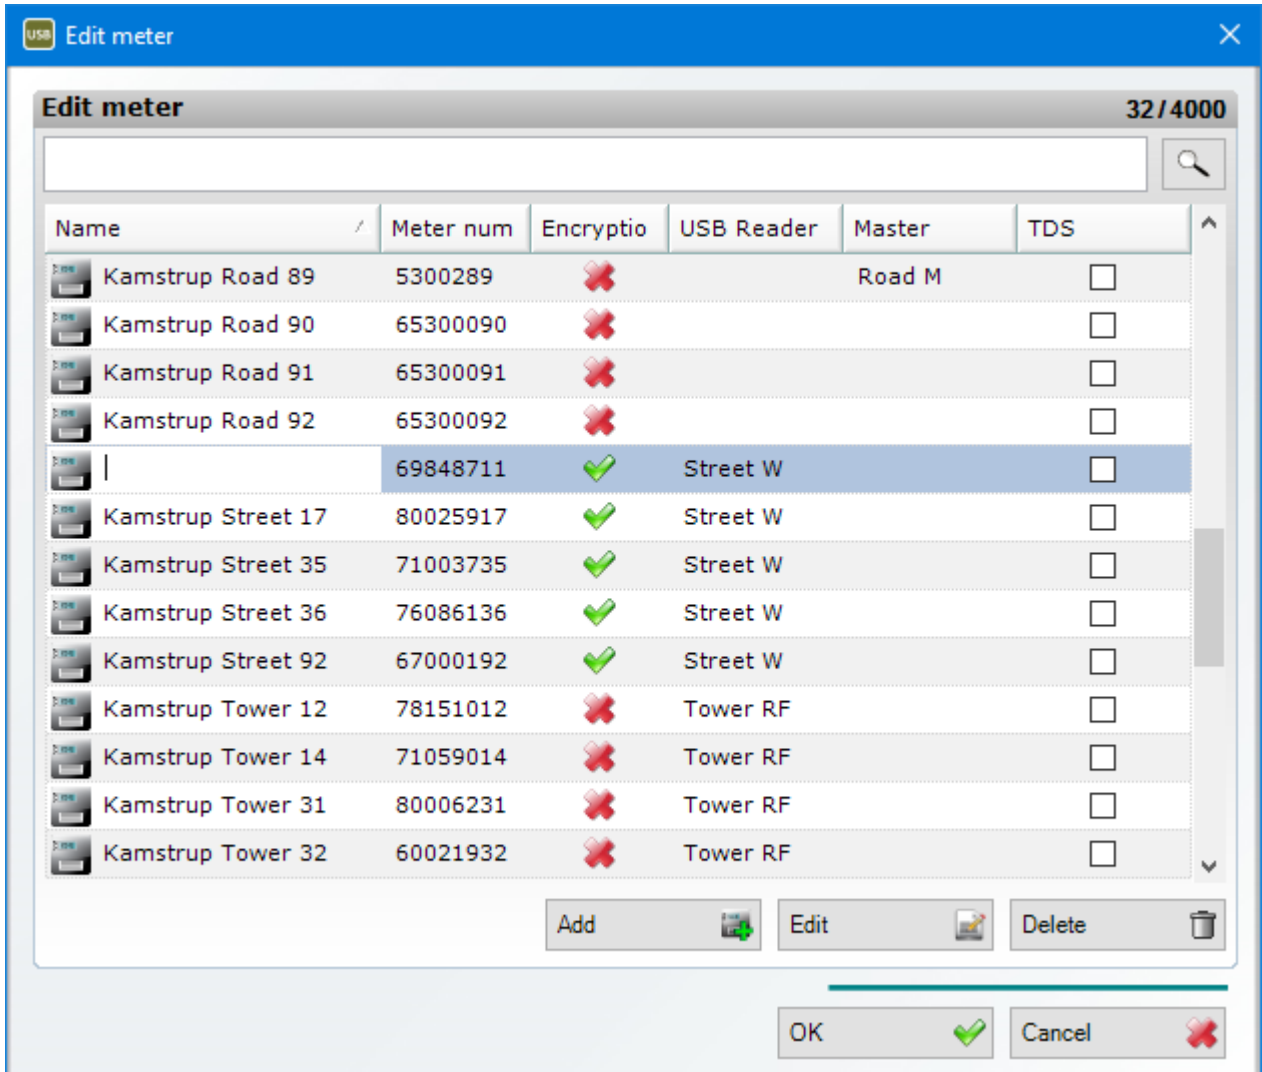 USB Edit meter
Edit meter 32/4000
Name Meter num Encryptio USB Reader Master TDS
Kamstrup Road 89 5300289 Road M
Kamstrup Road 90 65300090
Kamstrup Road 91 65300091
Kamstrup Road 92 65300092
69848711 Street W
Kamstrup Street 17 80025917 Street W
Kamstrup Street 35 71003735 Street W
Kamstrup Street 36 76086136 Street W
Kamstrup Street 92 67000192 Street W
Kamstrup Tower 12 78151012 Tower RF
Kamstrup Tower 14 71059014 Tower RF
Kamstrup Tower 31 80006231 Tower RF
Kamstrup Tower 32 60021932 Tower RF
Add Edit Delete
OK Cancel